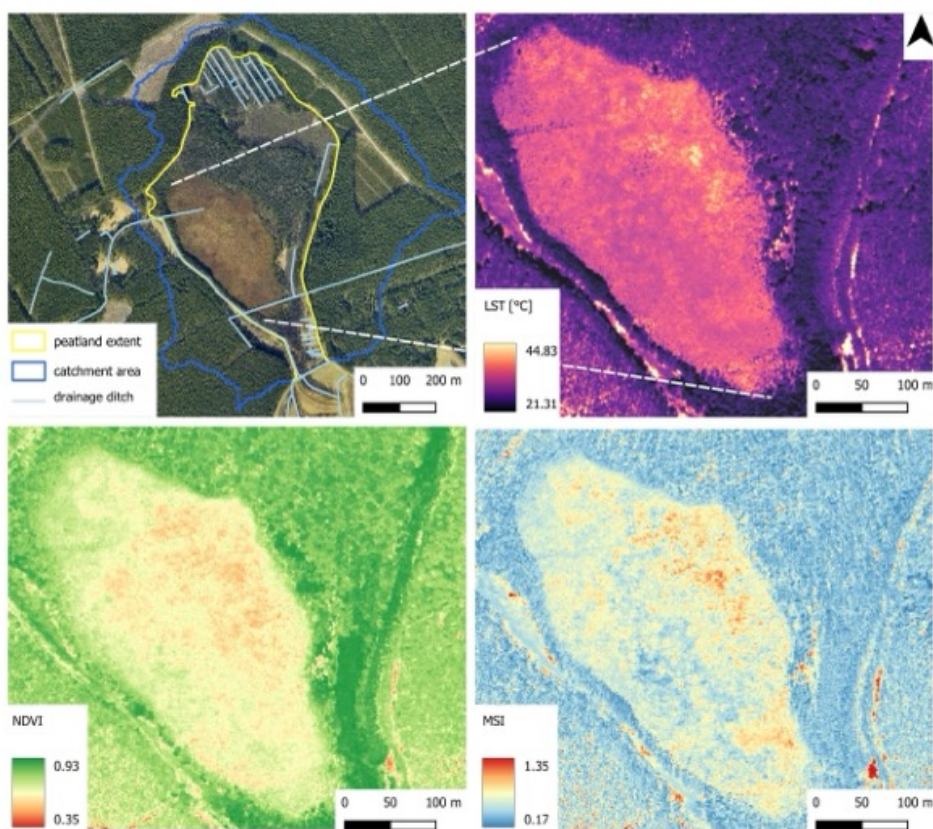 peatland extent
catchment area
drainage ditch
0 100 200 m
LST [°C]
44.83
21.31
0 50 100 m
NDVI
0.93
0.35
0 50 100 m
MSI
1.35
0.17
0 50 100 m